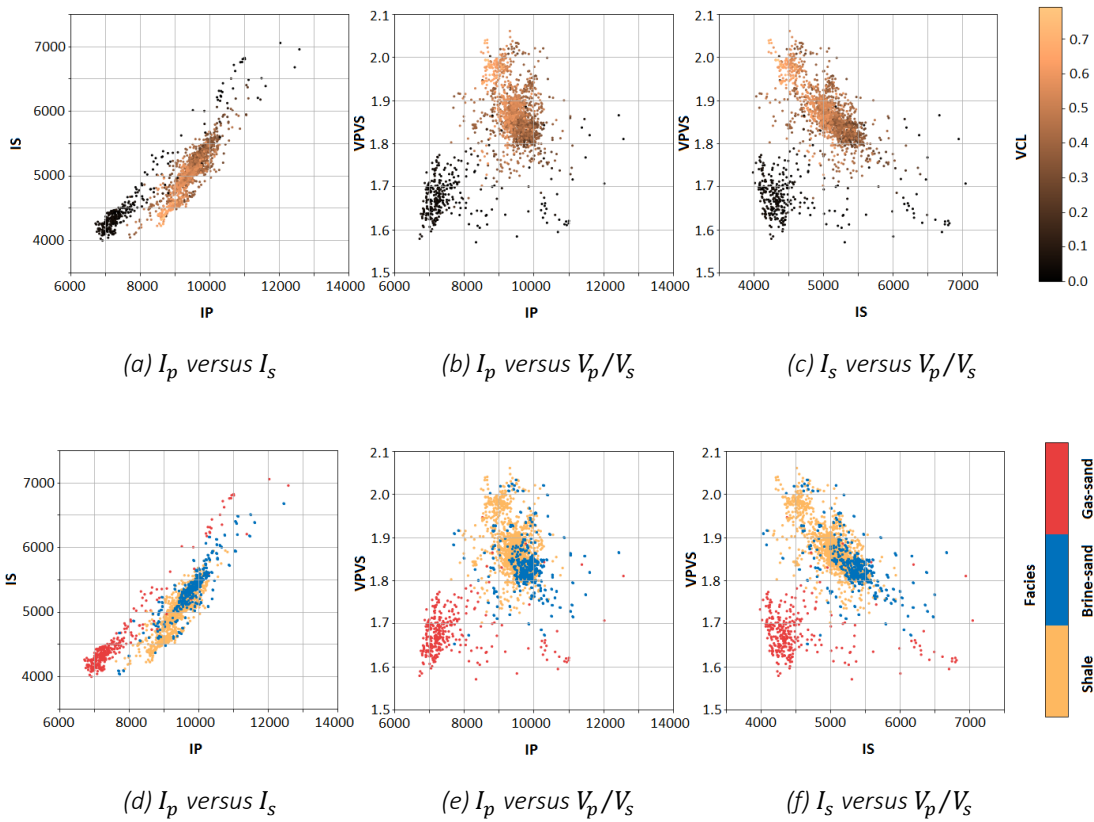 7000
6000
5000
4000
IS
6000 8000 10000 12000 14000
IP
2.1
2.0
1.9
1.8
1.7
1.6
1.5
VPVS
6000 8000 10000 12000 14000
IP
2.1
2.0
1.9
1.8
1.7
1.6
1.5
VPVS
4000 5000 6000 7000
IS
VCL
0.7
0.6
0.5
0.4
0.3
0.2
0.1
0.0
(a) Iₚ versus Iₛ
(b) Iₚ versus Vₚ/Vₛ
(c) Iₛ versus Vₚ/Vₛ
7000
6000
5000
4000
IS
6000 8000 10000 12000 14000
IP
2.1
2.0
1.9
1.8
1.7
1.6
1.5
VPVS
6000 8000 10000 12000 14000
IP
2.1
2.0
1.9
1.8
1.7
1.6
1.5
VPVS
4000 5000 6000 7000
IS
Facies
Gas-sand
Brine-sand
Shale
(d) Iₚ versus Iₛ
(e) Iₚ versus Vₚ/Vₛ
(f) Iₛ versus Vₚ/Vₛ